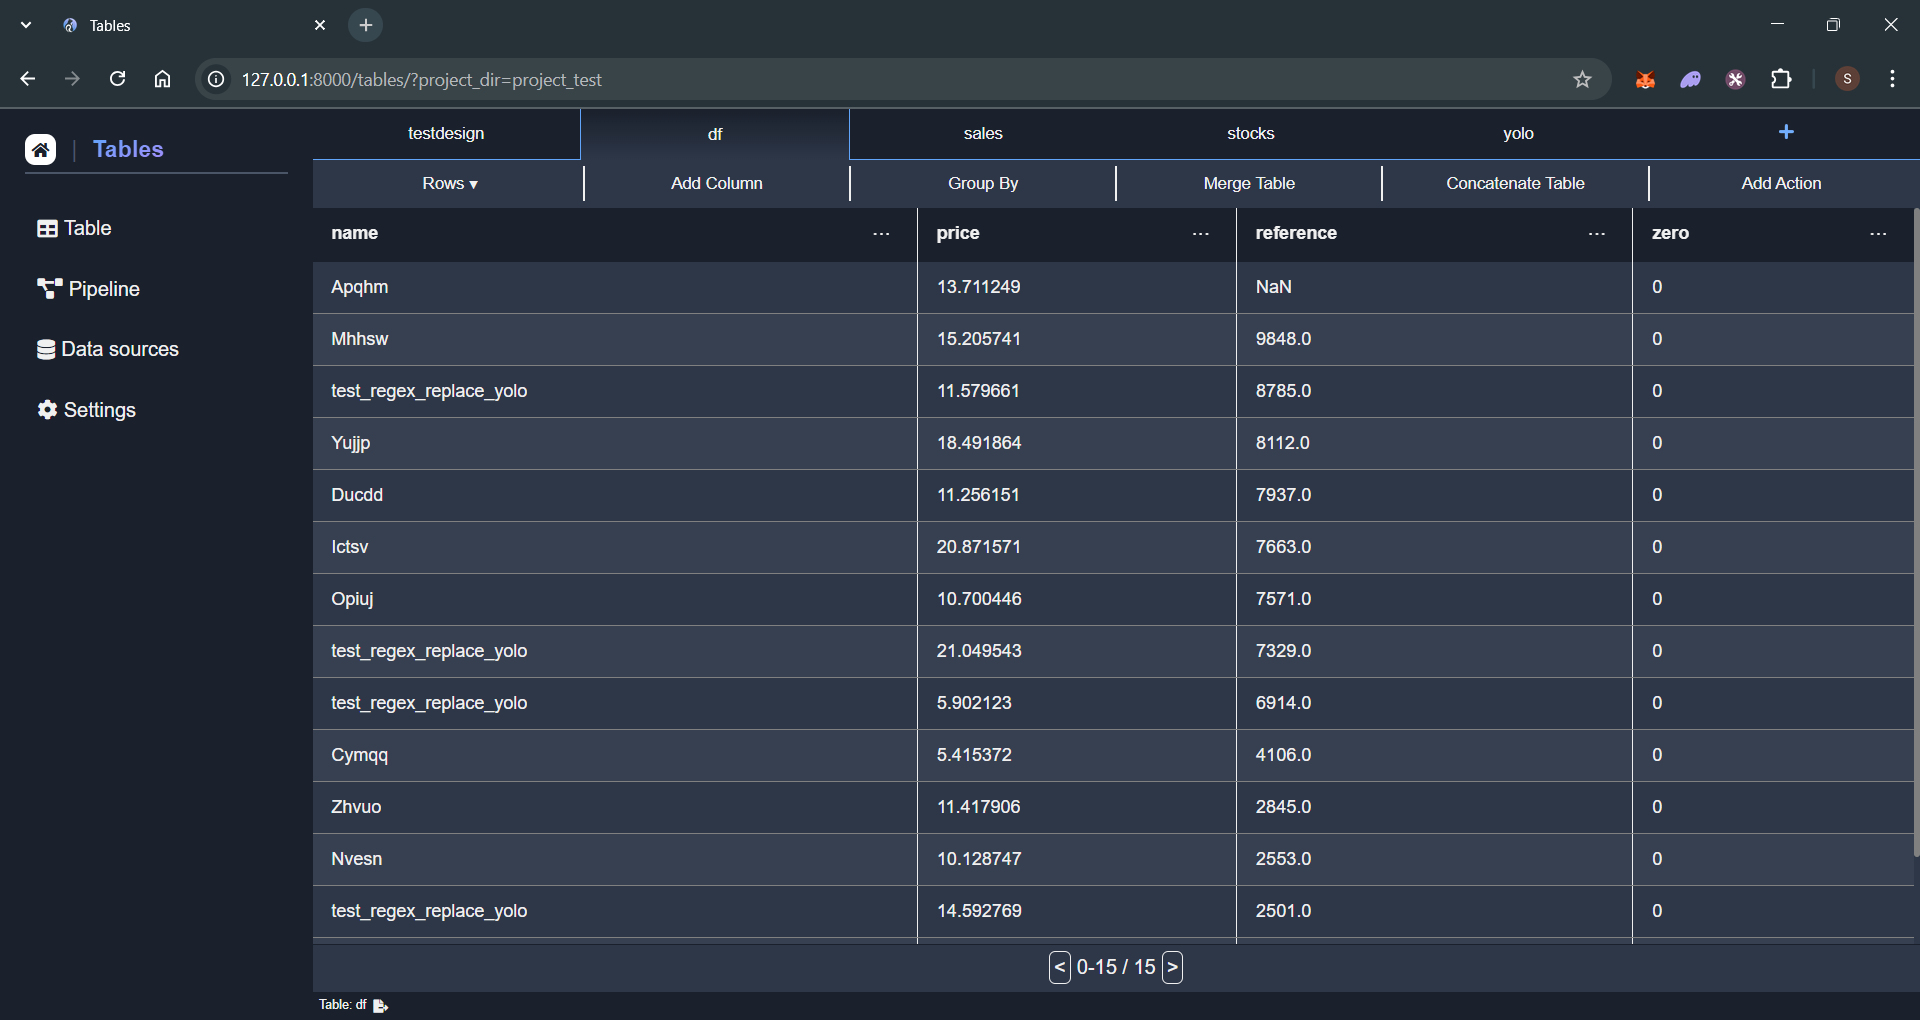 Tables
127.0.0.1:8000/tables/?project_dir=project_test
S
Tables
testdesign df sales stocks yolo +
Rows ▾ Add Column Group By Merge Table Concatenate Table Add Action
Table
Pipeline
Data sources
Settings
name ... price ... reference ... zero ...
Apqhm 13.711249 NaN 0
Mhhsw 15.205741 9848.0 0
test_regex_replace_yolo 11.579661 8785.0 0
Yujjp 18.491864 8112.0 0
Ducdd 11.256151 7937.0 0
Ictsv 20.871571 7663.0 0
Opiuj 10.700446 7571.0 0
test_regex_replace_yolo 21.049543 7329.0 0
test_regex_replace_yolo 5.902123 6914.0 0
Cymqq 5.415372 4106.0 0
Zhvuo 11.417906 2845.0 0
Nvesn 10.128747 2553.0 0
test_regex_replace_yolo 14.592769 2501.0 0
< 0-15 / 15 >
Table: df